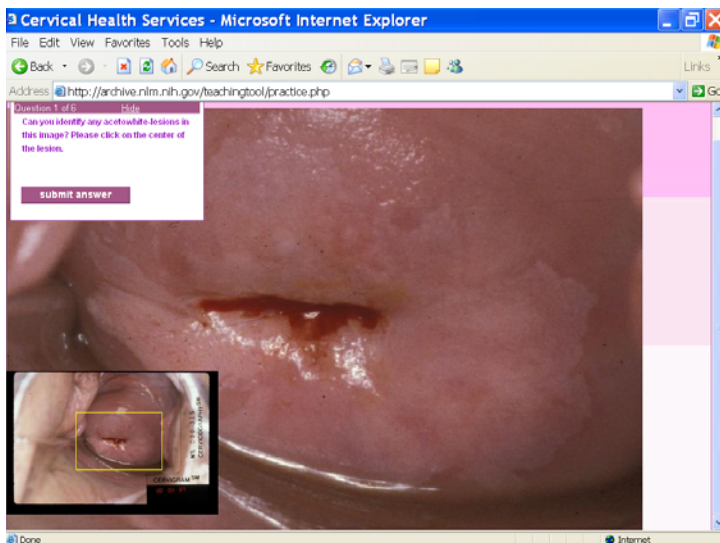 Cervical Health Services - Microsoft Internet Explorer
File Edit View Favorites Tools Help
Back Search Favorites
Links
Address http://archive.nlm.nih.gov/teachingtool/practice.php
Go
Question 1 of 6 Hide
Can you identify any acetowhite-lesions in
this image? Please click on the center of
the lesion.
submit answer
CERVIGRAM SM
Done
Internet